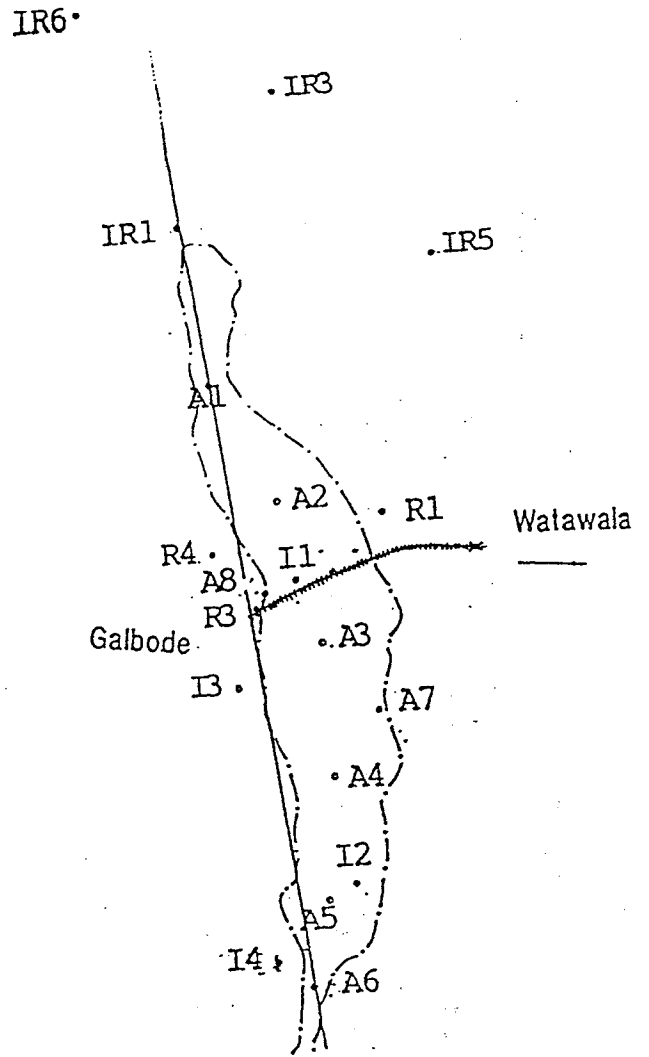 IR6
IR3
IR1
IR5
A1
A2
R1
Watawala
R4
I1
A8
R3
Galbode
A3
I3
A7
A4
I2
A5
I4
A6